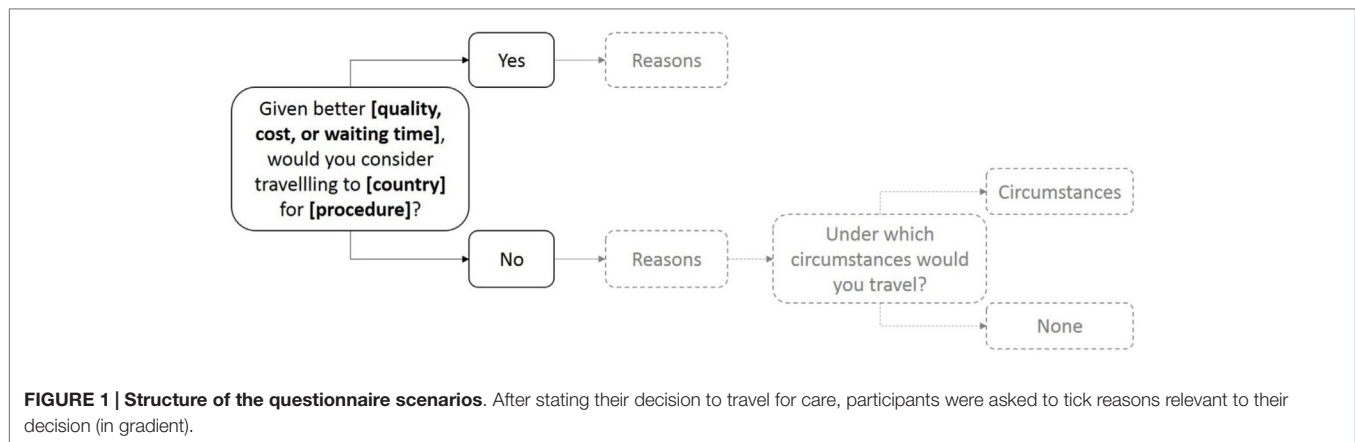 Yes
Reasons
Given better [quality,
cost, or waiting time],
would you consider
travellling to [country]
for [procedure]?
Circumstances
No
Reasons
Under which
circumstances would
you travel?
None
FIGURE 1 | Structure of the questionnaire scenarios. After stating their decision to travel for care, participants were asked to tick reasons relevant to their
decision (in gradient).